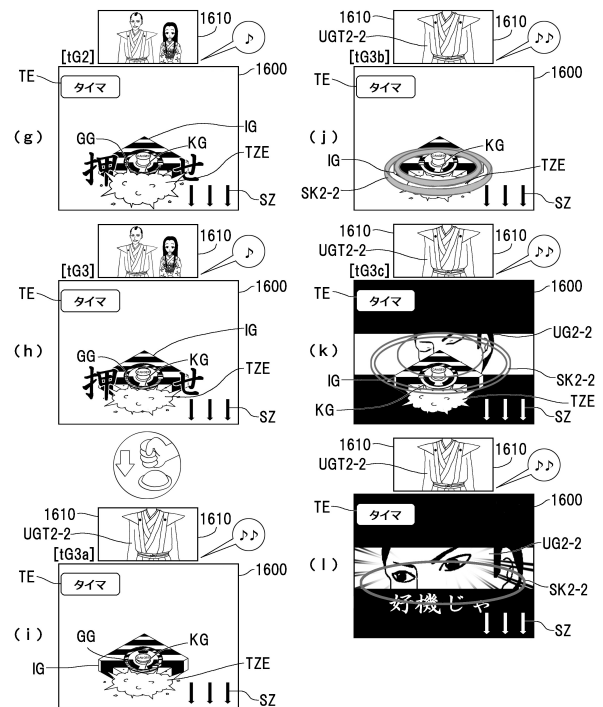 1610
[tG2]
♪
TE
1600
タイマ
(g)
IG
GG
KG
押せ
TZE
SZ
1610
[tG3]
♪
TE
1600
タイマ
(h)
IG
GG
KG
押せ
TZE
SZ
1610
1610
UGT2-2
[tG3a]
♪♪
TE
1600
タイマ
(i)
GG
KG
IG
TZE
SZ
1610
1610
UGT2-2
[tG3b]
♪♪
TE
1600
タイマ
(j)
KG
IG
TZE
SK2-2
SZ
1610
1610
UGT2-2
[tG3c]
♪♪
TE
1600
タイマ
UG2-2
(k)
IG
SK2-2
KG
TZE
SZ
1610
1610
UGT2-2
♪♪
TE
1600
タイマ
UG2-2
(l)
SK2-2
好機じゃ
SZ